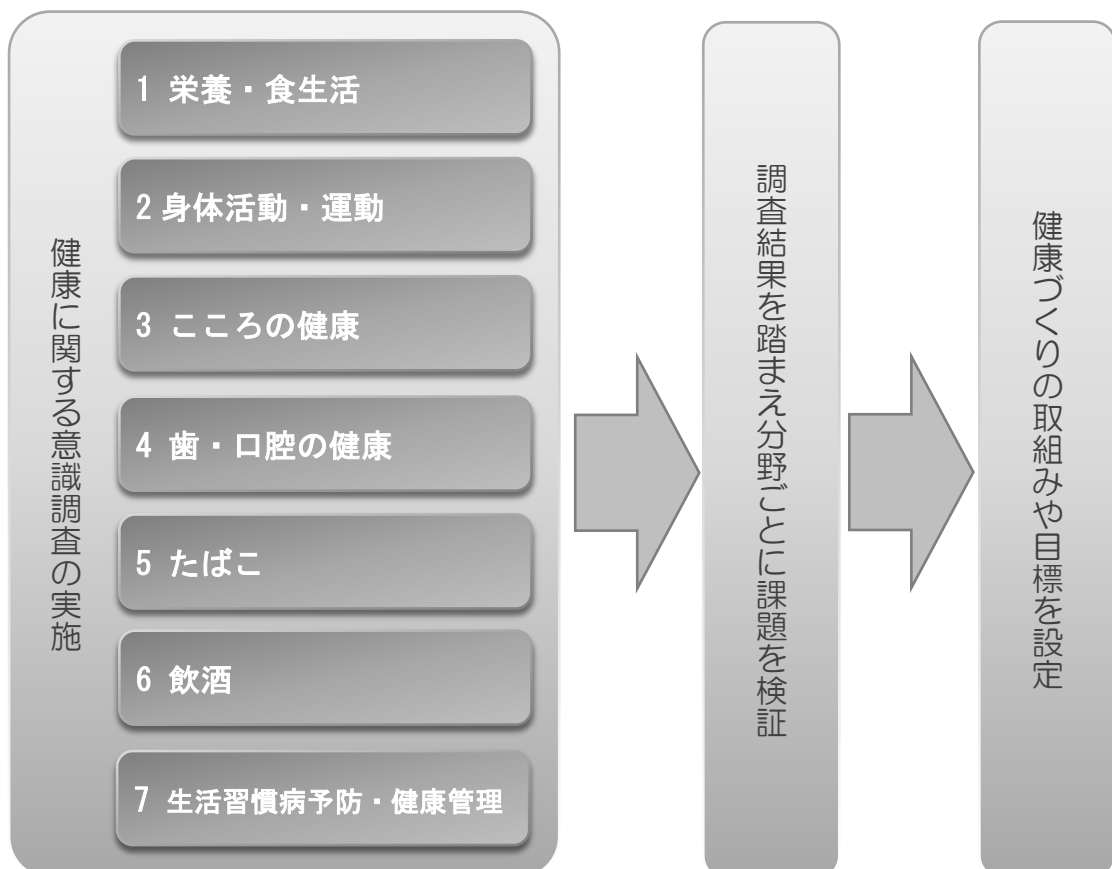 健康に関する意識調査の実施
1 栄養・食生活
2 身体活動・運動
3 こころの健康
4 歯・口腔の健康
5 たばこ
6 飲酒
7 生活習慣病予防・健康管理
調査結果を踏まえ分野ごとに課題を検証
健康づくりの取組みや目標を設定